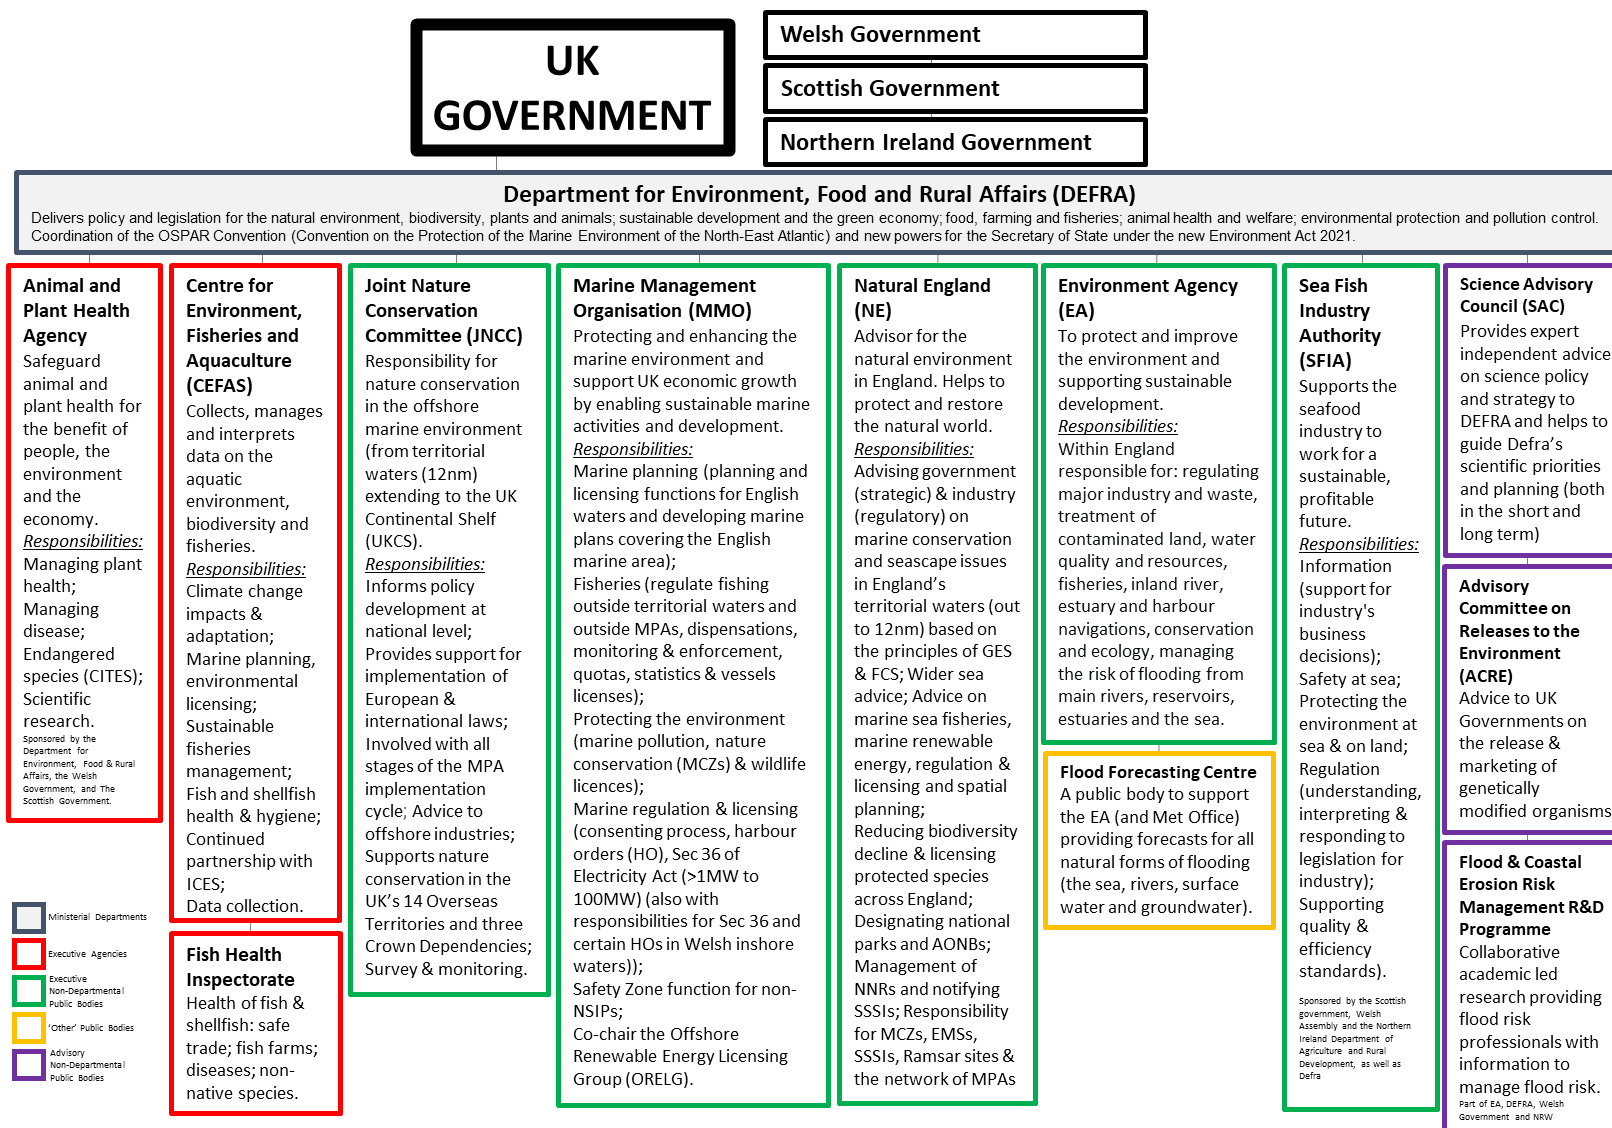 UK
GOVERNMENT
Welsh Government
Scottish Government
Northern Ireland Government
Department for Environment, Food and Rural Affairs (DEFRA)
Delivers policy and legislation for the natural environment, biodiversity, plants and animals; sustainable development and the green economy; food, farming and fisheries; animal health and welfare; environmental protection and pollution control.
Coordination of the OSPAR Convention (Convention on the Protection of the Marine Environment of the North-East Atlantic) and new powers for the Secretary of State under the new Environment Act 2021.
Animal and
Plant Health
Agency
Safeguard
animal and
plant health for
the benefit of
people, the
environment
and the
economy.
Responsibilities:
Managing plant
health;
Managing
disease;
Endangered
species (CITES);
Scientific
research.
Sponsored by the
Department for
Environment, Food & Rural
Affairs, the Welsh
Government, and The
Scottish Government.
Centre for
Environment,
Fisheries and
Aquaculture
(CEFAS)
Collects, manages
and interprets
data on the
aquatic
environment,
biodiversity and
fisheries.
Responsibilities:
Climate change
impacts &
adaptation;
Marine planning,
environmental
licensing;
Sustainable
fisheries
management;
Fish and shellfish
health & hygiene;
Continued
partnership with
ICES;
Data collection.
Fish Health
Inspectorate
Health of fish &
shellfish: safe
trade; fish farms;
diseases; non-
native species.
Joint Nature
Conservation
Committee (JNCC)
Responsibility for
nature conservation
in the offshore
marine environment
(from territorial
waters (12nm)
extending to the UK
Continental Shelf
(UKCS).
Responsibilities:
Informs policy
development at
national level;
Provides support for
implementation of
European &
international laws;
Involved with all
stages of the MPA
implementation
cycle; Advice to
offshore industries;
Supports nature
conservation in the
UK's 14 Overseas
Territories and three
Crown Dependencies;
Survey & monitoring.
Marine Management
Organisation (MMO)
Protecting and enhancing the
marine environment and
support UK economic growth
by enabling sustainable marine
activities and development.
Responsibilities:
Marine planning (planning and
licensing functions for English
waters and developing marine
plans covering the English
marine area);
Fisheries (regulate fishing
outside territorial waters and
outside MPAs, dispensations,
monitoring & enforcement,
quotas, statistics & vessels
licenses);
Protecting the environment
(marine pollution, nature
conservation (MCZs) & wildlife
licences);
Marine regulation & licensing
(consenting process, harbour
orders (HO), Sec 36 of
Electricity Act (>1MW to
100MW) (also with
responsibilities for Sec 36 and
certain HOs in Welsh inshore
waters));
Safety Zone function for non-
NSIPs;
Co-chair the Offshore
Renewable Energy Licensing
Group (ORELG).
Natural England
(NE)
Advisor for the
natural environment
in England. Helps to
protect and restore
the natural world.
Responsibilities:
Advising government
(strategic) & industry
(regulatory) on
marine conservation
and seascape issues
in England's
territorial waters (out
to 12nm) based on
the principles of GES
& FCS; Wider sea
advice; Advice on
marine sea fisheries,
marine renewable
energy, regulation &
licensing and spatial
planning;
Reducing biodiversity
decline & licensing
protected species
across England;
Designating national
parks and AONBs;
Management of
NNRs and notifying
SSSIs; Responsibility
for MCZs, EMSs,
SSSIs, Ramsar sites &
the network of MPAs
Environment Agency
(EA)
To protect and improve
the environment and
supporting sustainable
development.
Responsibilities:
Within England
responsible for: regulating
major industry and waste,
treatment of
contaminated land, water
quality and resources,
fisheries, inland river,
estuary and harbour
navigations, conservation
and ecology, managing
the risk of flooding from
main rivers, reservoirs,
estuaries and the sea.
Flood Forecasting Centre
A public body to support
the EA (and Met Office)
providing forecasts for all
natural forms of flooding
(the sea, rivers, surface
water and groundwater).
Sea Fish
Industry
Authority
(SFIA)
Supports the
seafood
industry to
work for a
sustainable,
profitable
future.
Responsibilities:
Information
(support for
industry's
business
decisions);
Safety at sea;
Protecting the
environment at
sea & on land;
Regulation
(understanding,
interpreting &
responding to
legislation for
industry);
Supporting
quality &
efficiency
standards).
Sponsored by the Scottish
government, Welsh
Assembly and the Northern
Ireland Department of
Agriculture and Rural
Development, as well as
Defra
Science Advisory
Council (SAC)
Provides expert
independent advice
on science policy
and strategy to
DEFRA and helps to
guide Defra's
scientific priorities
and planning (both
in the short and
long term)
Advisory
Committee on
Releases to the
Environment
(ACRE)
Advice to UK
Governments on
the release &
marketing of
genetically
modified organisms
Flood & Coastal
Erosion Risk
Management R&D
Programme
Collaborative
academic led
research providing
flood risk
professionals with
information to
manage flood risk.
Part of EA, DEFRA, Welsh
Government and NRW
Ministerial Departments
Executive Agencies
Executive
Non-Departmental
Public Bodies
'Other' Public Bodies
Advisory
Non-Departmental
Public Bodies